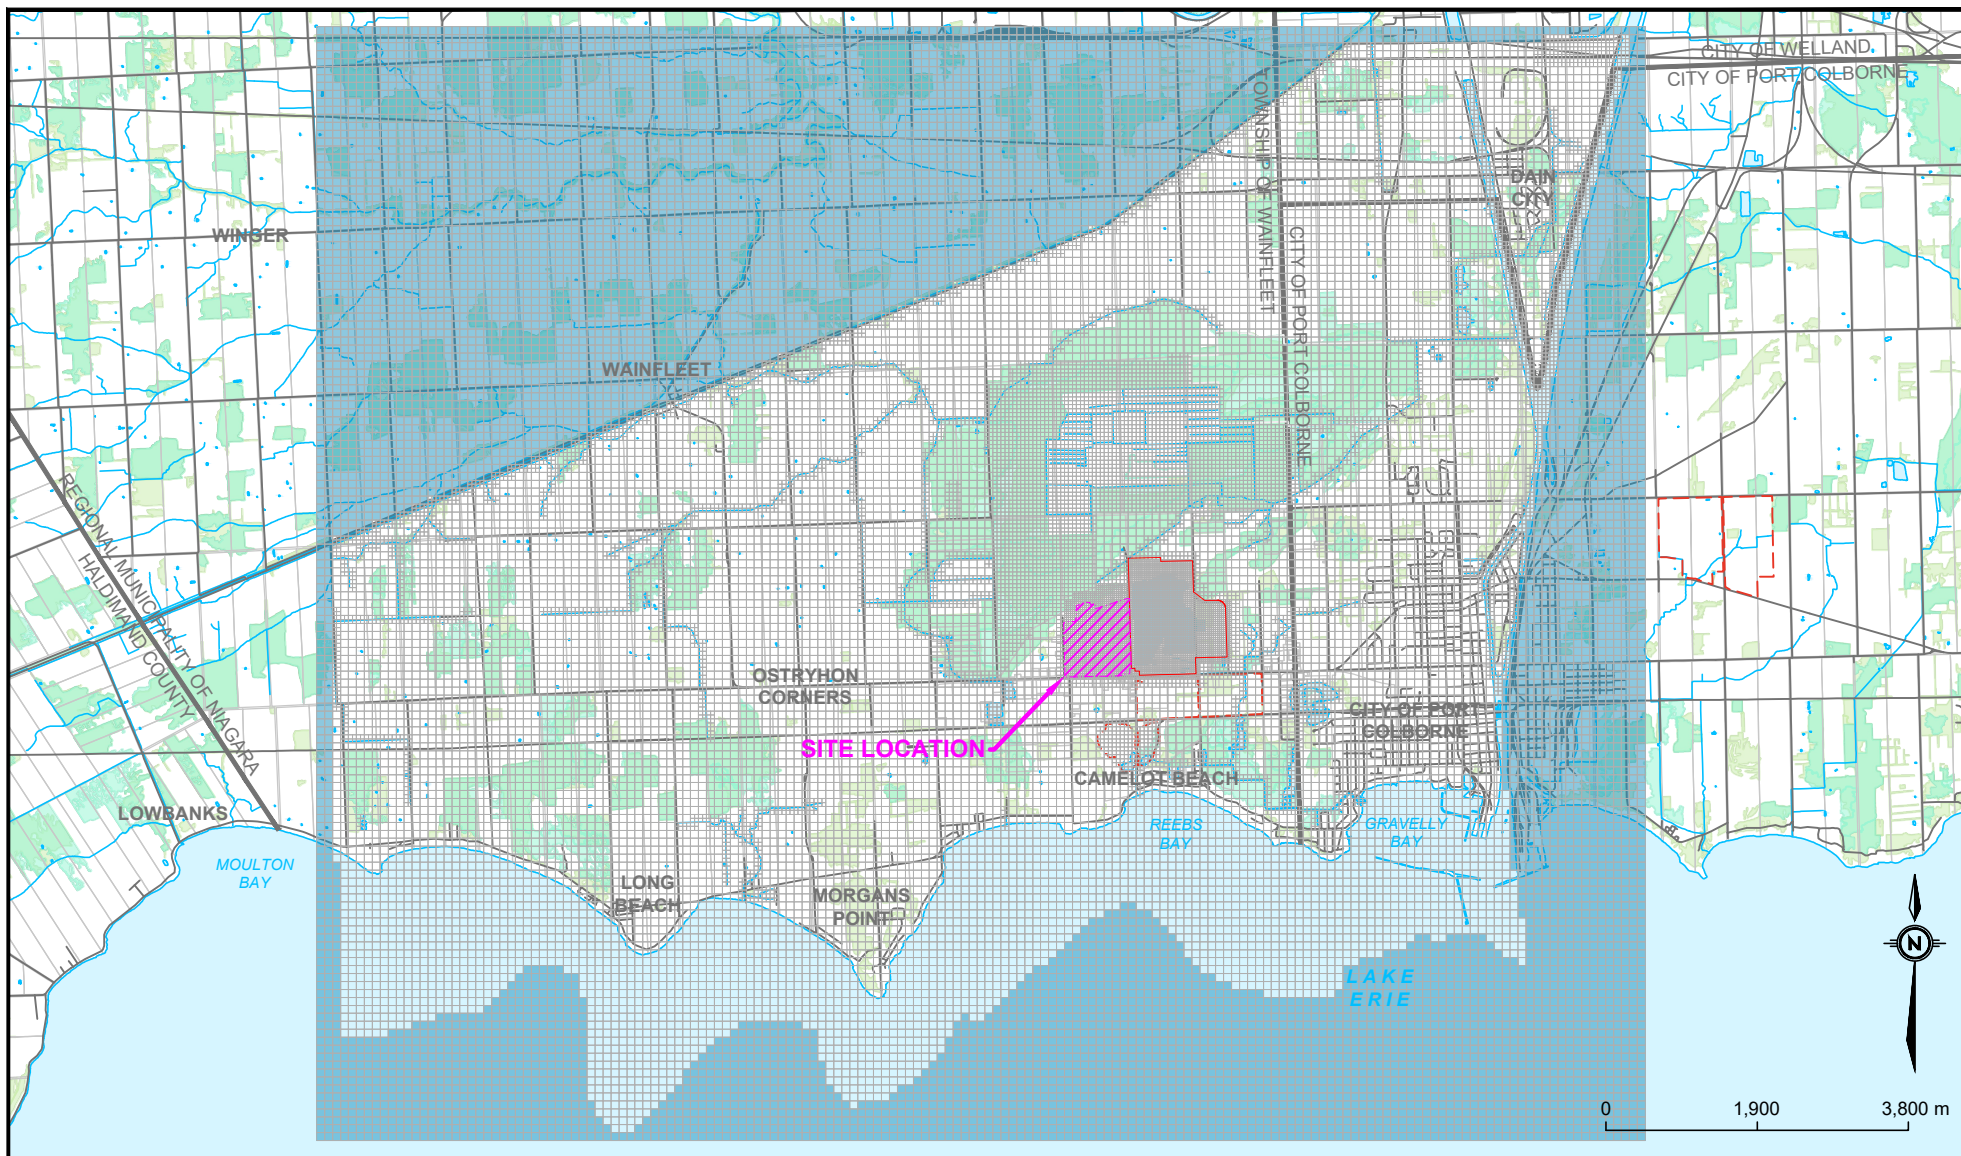 CITY OF WELLAND
CITY OF PORT COLBORNE
TOWNSHIP OF WAINFLEET
CITY OF PORT COLBORNE
DAIN
CITY
WINGER
WAINFLEET
REGIONAL MUNICIPALITY OF NIAGARA
HALDIMAND COUNTY
OSTRYHON
CORNERS
CITY OF PORT
COLBORNE
SITE LOCATION
CAMELOT BEACH
LOWBANKS
MOULTON
BAY
REEBS
BAY
GRAVELLY
BAY
LONG
BEACH
MORGANS
POINT
LAKE
ERIE
N
0 1,900 3,800 m